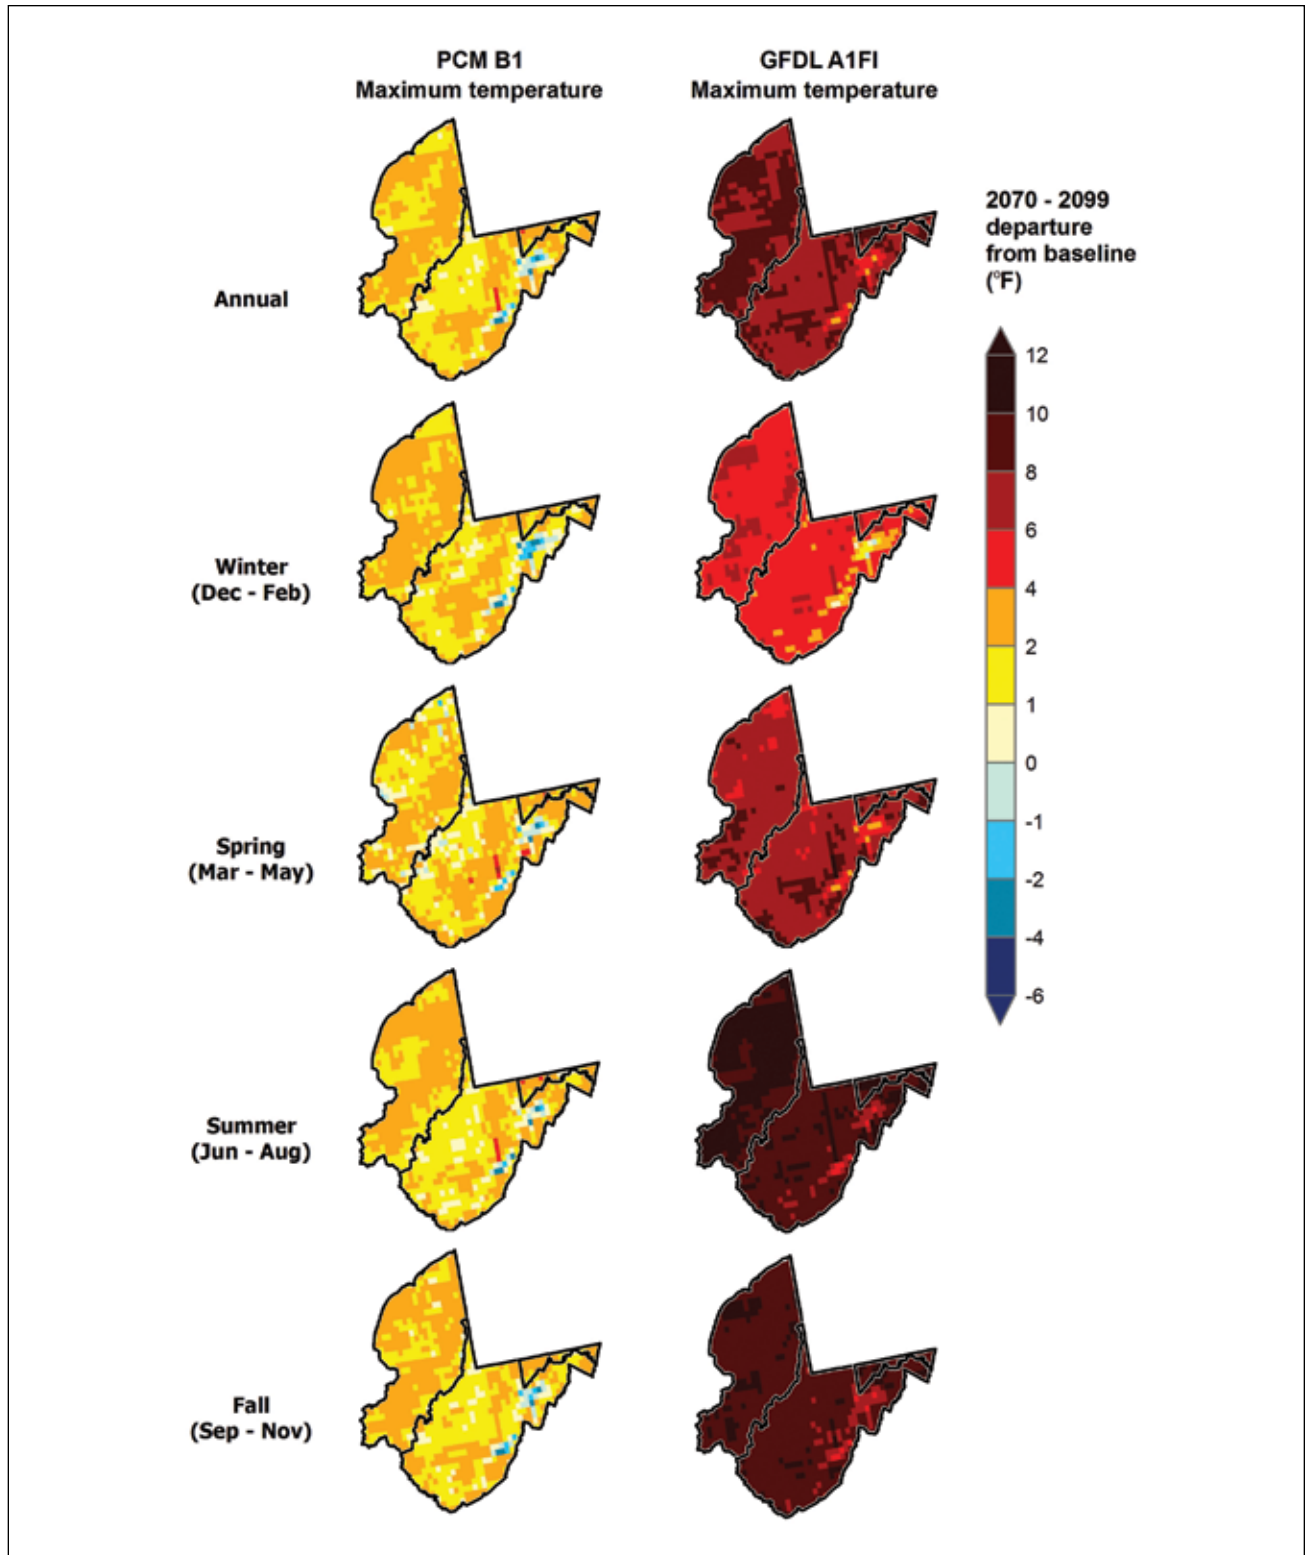 PCM B1
Maximum temperature
GFDL A1FI
Maximum temperature
2070 - 2099
departure
from baseline
(°F)
Annual
12
10
8
6
4
2
1
0
-1
-2
-4
-6
Winter
(Dec - Feb)
Spring
(Mar - May)
Summer
(Jun - Aug)
Fall
(Sep - Nov)